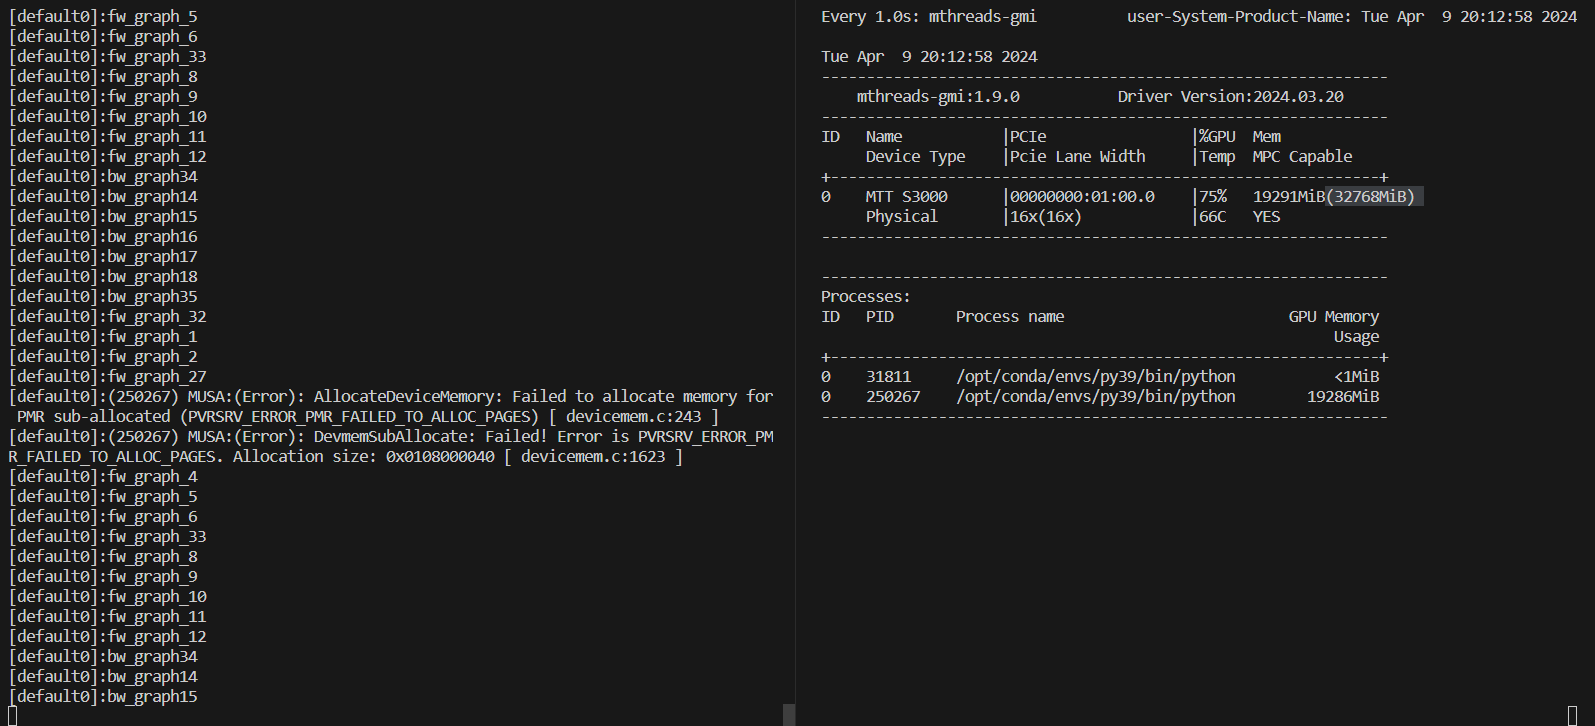 [default0]:fw_graph_5
[default0]:fw_graph_6
[default0]:fw_graph_33
[default0]:fw_graph_8
[default0]:fw_graph_9
[default0]:fw_graph_10
[default0]:fw_graph_11
[default0]:fw_graph_12
[default0]:bw_graph34
[default0]:bw_graph14
[default0]:bw_graph15
[default0]:bw_graph16
[default0]:bw_graph17
[default0]:bw_graph18
[default0]:bw_graph35
[default0]:fw_graph_32
[default0]:fw_graph_1
[default0]:fw_graph_2
[default0]:fw_graph_27
[default0]:(250267) MUSA:(Error): AllocateDeviceMemory: Failed to allocate memory for
 PMR sub-allocated (PVRSRV_ERROR_PMR_FAILED_TO_ALLOC_PAGES) [ devicemem.c:243 ]
[default0]:(250267) MUSA:(Error): DevmemSubAllocate: Failed! Error is PVRSRV_ERROR_PM
R_FAILED_TO_ALLOC_PAGES. Allocation size: 0x0108000040 [ devicemem.c:1623 ]
[default0]:fw_graph_4
[default0]:fw_graph_5
[default0]:fw_graph_6
[default0]:fw_graph_33
[default0]:fw_graph_8
[default0]:fw_graph_9
[default0]:fw_graph_10
[default0]:fw_graph_11
[default0]:fw_graph_12
[default0]:bw_graph34
[default0]:bw_graph14
[default0]:bw_graph15
Every 1.0s: mthreads-gmi          user-System-Product-Name: Tue Apr  9 20:12:58 2024
Tue Apr  9 20:12:58 2024
---------------------------------------------------------------
    mthreads-gmi:1.9.0           Driver Version:2024.03.20
---------------------------------------------------------------
ID   Name           |PCIe                |%GPU  Mem
     Device Type    |Pcie Lane Width     |Temp  MPC Capable
+-------------------------------------------------------------+
0    MTT S3000      |00000000:01:00.0    |75%   19291MiB(32768MiB)
     Physical       |16x(16x)            |66C   YES
---------------------------------------------------------------
---------------------------------------------------------------
Processes:
ID   PID       Process name                         GPU Memory
                                                         Usage
+-------------------------------------------------------------+
0    31811     /opt/conda/envs/py39/bin/python           <1MiB
0    250267    /opt/conda/envs/py39/bin/python        19286MiB
---------------------------------------------------------------